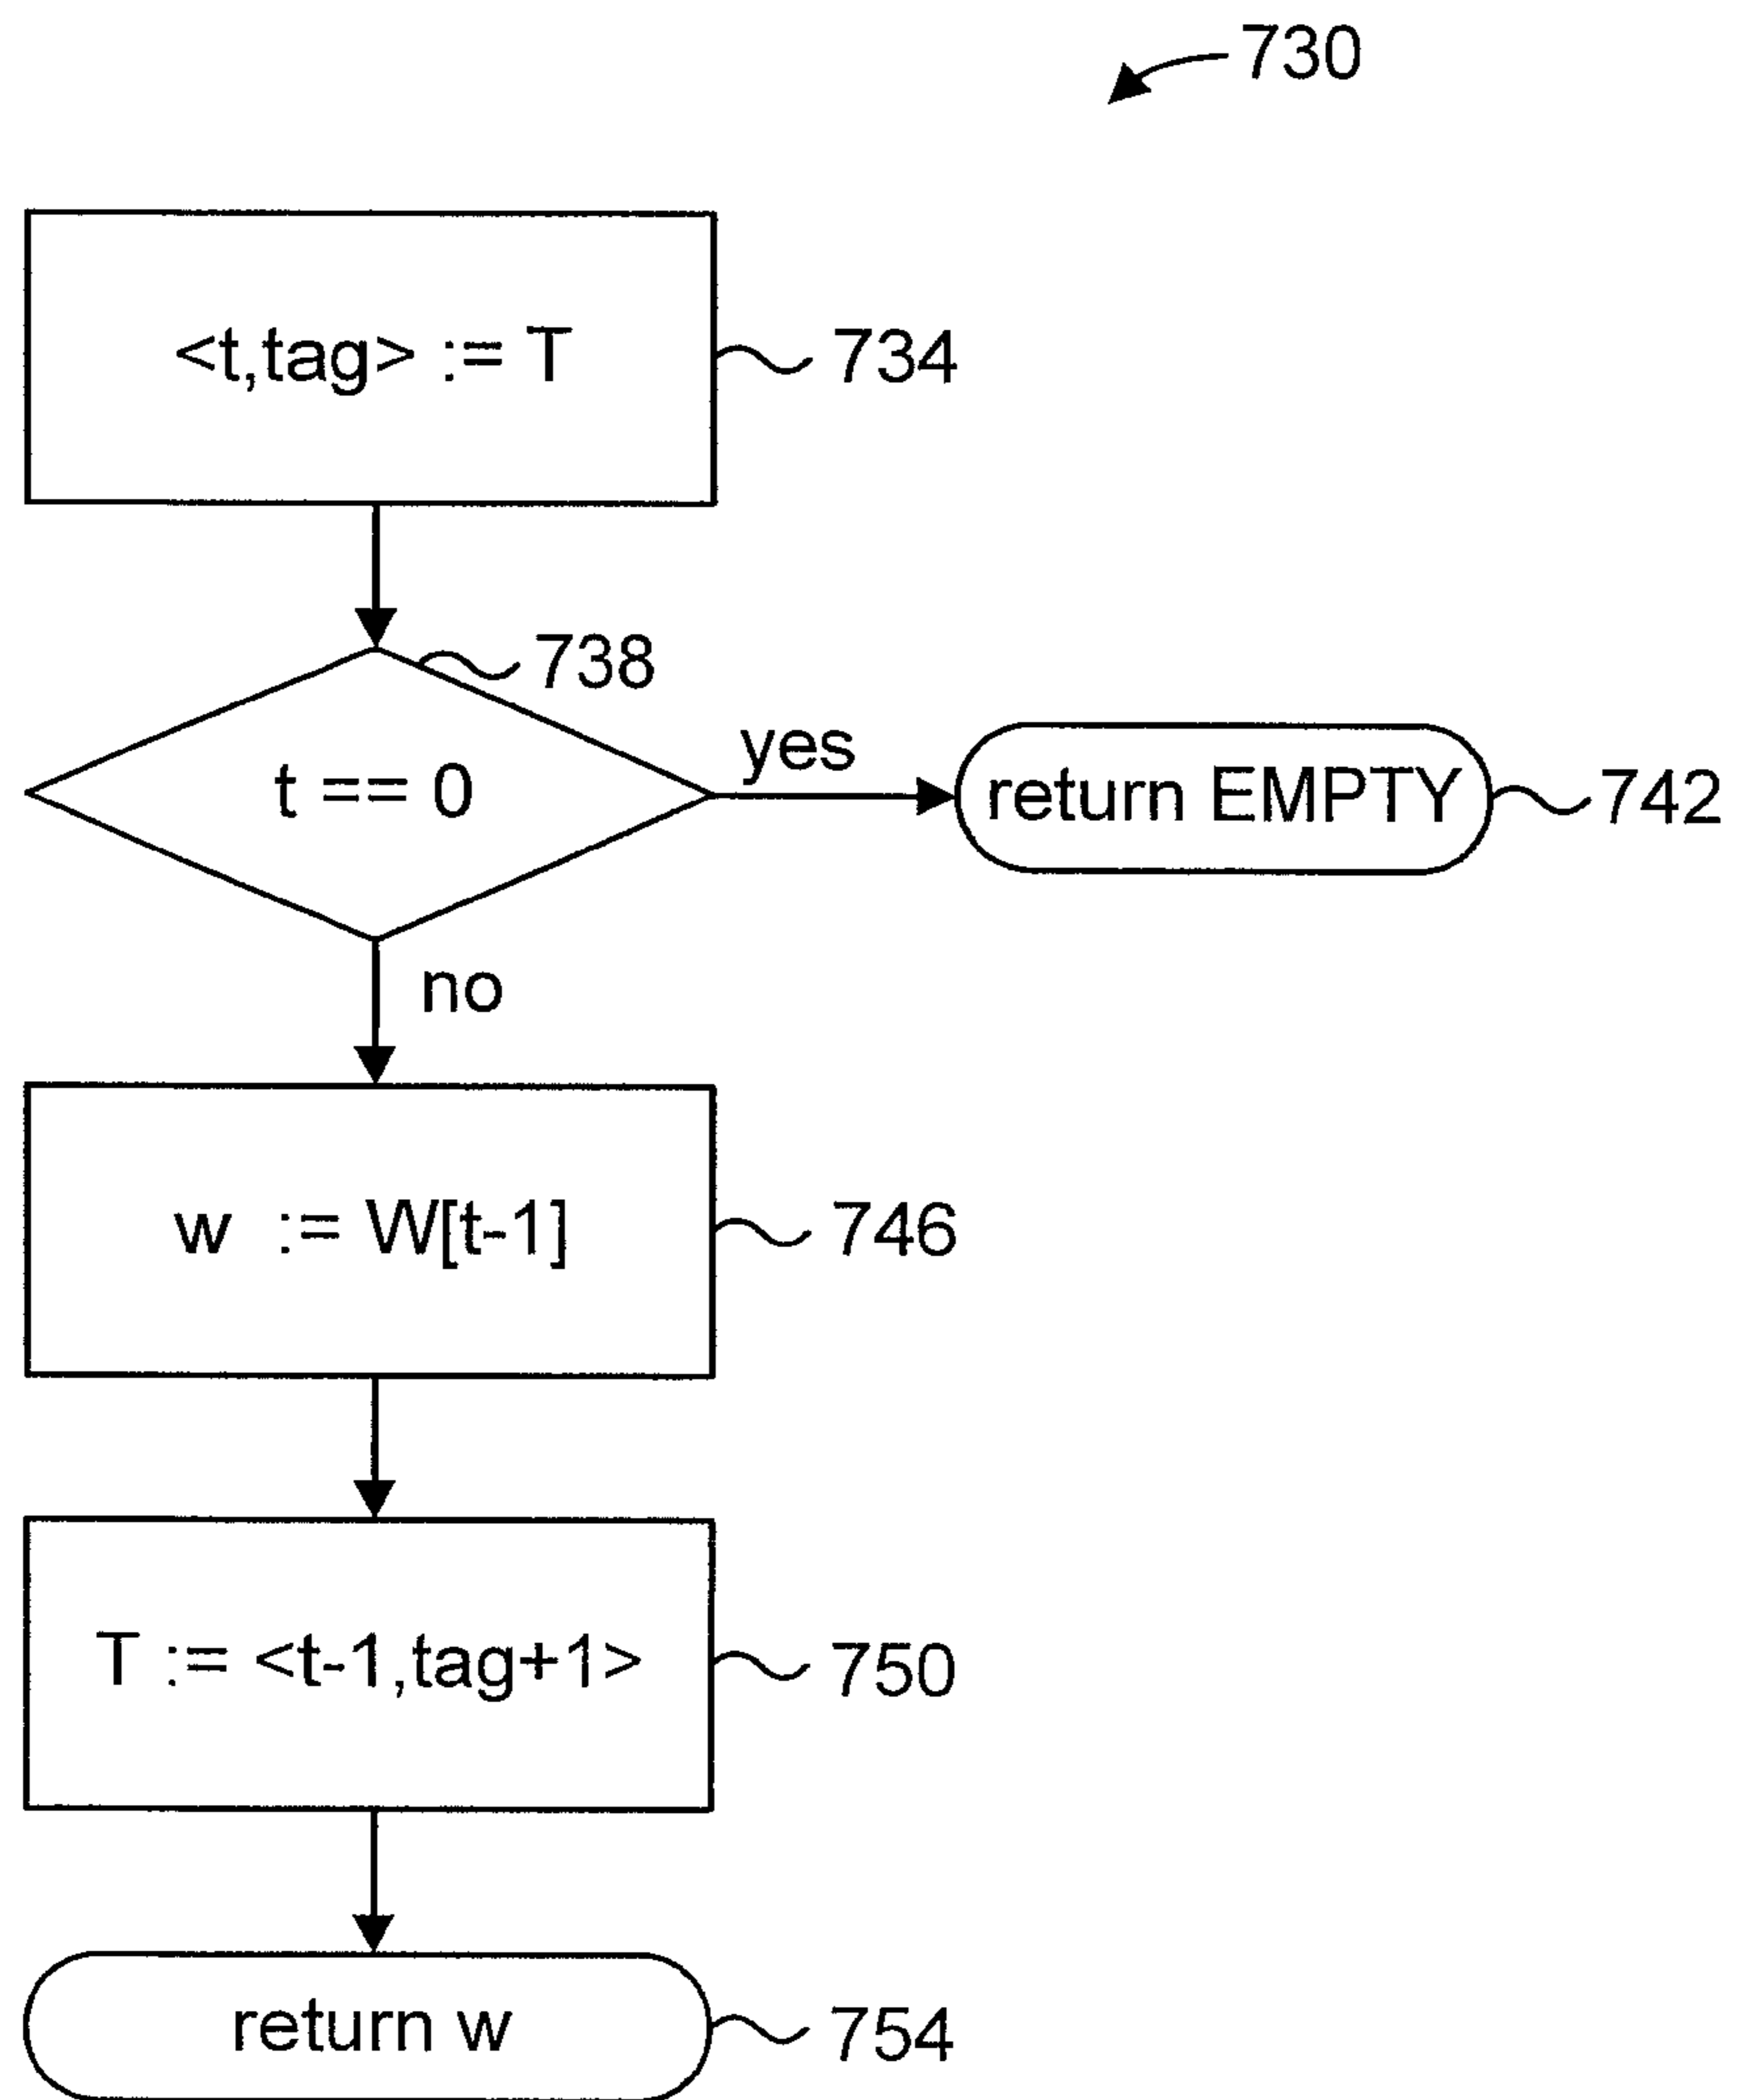 730
<t,tag> := T
734
738
t == 0
yes
return EMPTY
742
no
w := W[t-1]
746
T := <t-1,tag+1>
750
return w
754